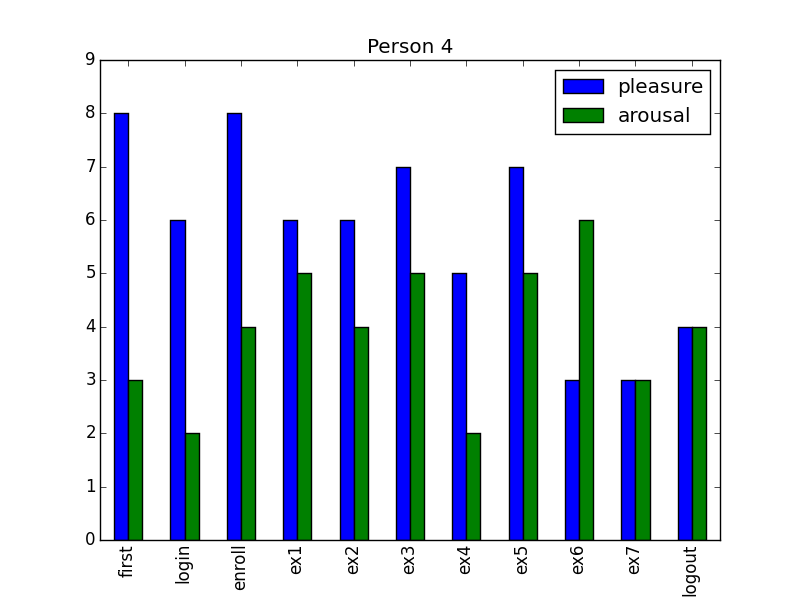 Person 4
pleasure
arousal
9
8
7
6
5
4
3
2
1
0
first
login
enroll
ex1
ex2
ex3
ex4
ex5
ex6
ex7
logout